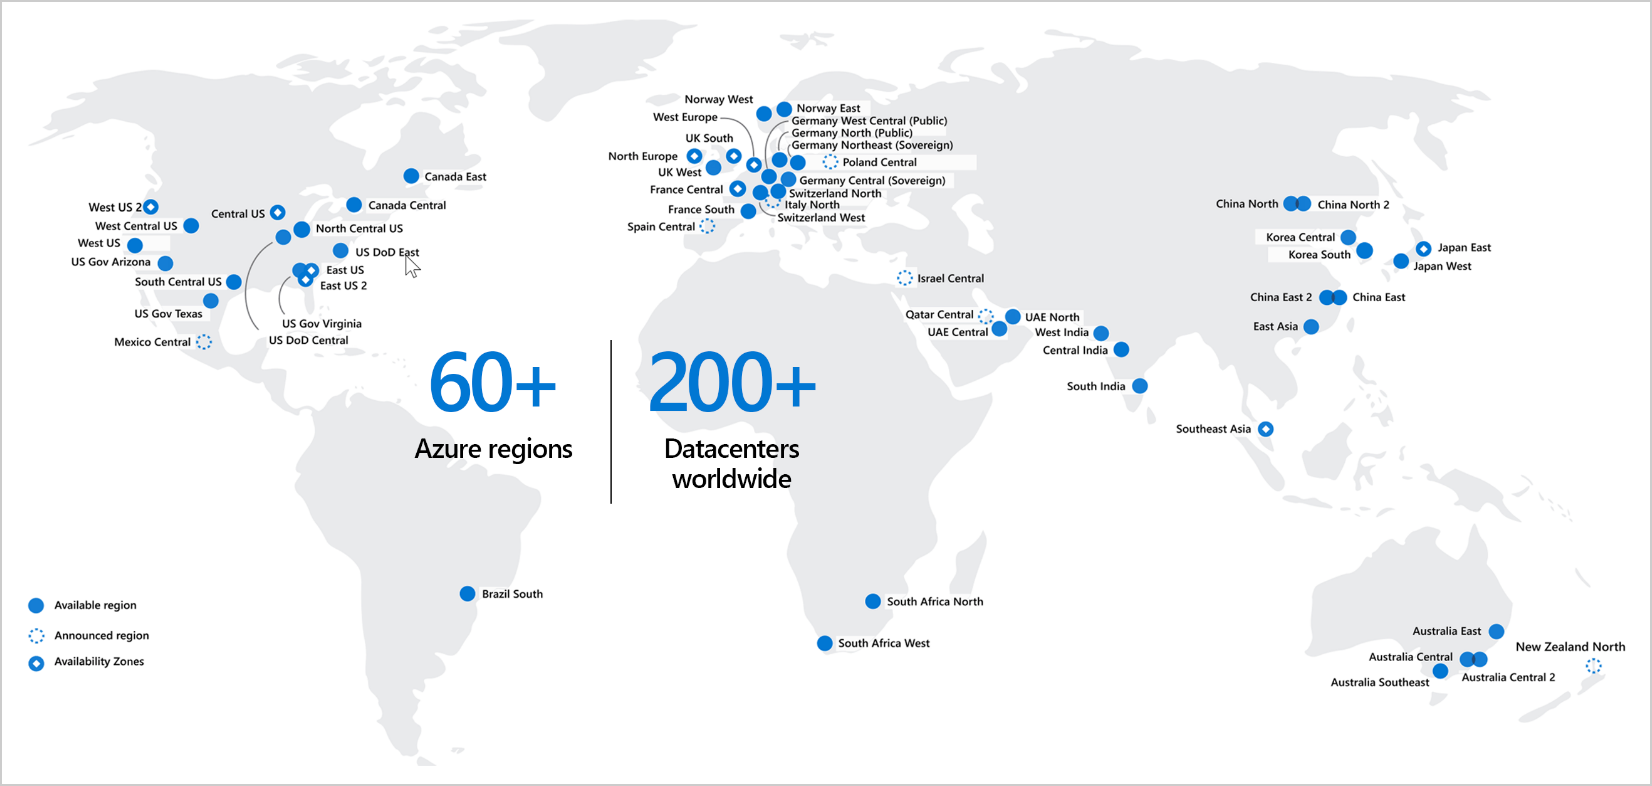 Norway West
Norway East
West Europe
Germany West Central (Public)
Germany North (Public)
UK South
Germany Northeast (Sovereign)
North Europe
Poland Central
UK West
Germany Central (Sovereign)
France Central
Switzerland North
Italy North
France South
Switzerland West
Spain Central
Canada East
Canada Central
West US 2
Central US
West Central US
North Central US
West US
US DoD East
US Gov Arizona
East US
South Central US
East US 2
US Gov Texas
US Gov Virginia
US DoD Central
Mexico Central
China North
China North 2
Korea Central
Korea South
Japan East
Japan West
Israel Central
China East 2
China East
Qatar Central
UAE North
UAE Central
West India
East Asia
Central India
South India
Southeast Asia
60+
Azure regions
200+
Datacenters
worldwide
Brazil South
South Africa North
South Africa West
Australia East
New Zealand North
Australia Central
Australia Central 2
Australia Southeast
Available region
Announced region
Availability Zones